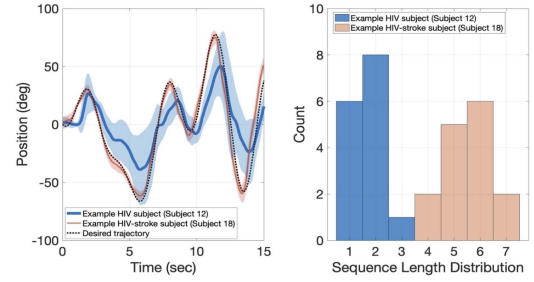 100
50
0
-50
-100
Position (deg)
0
5
10
15
Time (sec)
Example HIV subject (Subject 12)
Example HIV-stroke subject (Subject 18)
Desired trajectory
10
8
6
4
2
0
Count
1 2 3 4 5 6 7
Sequence Length Distribution
Example HIV subject (Subject 12)
Example HIV-stroke subject (Subject 18)